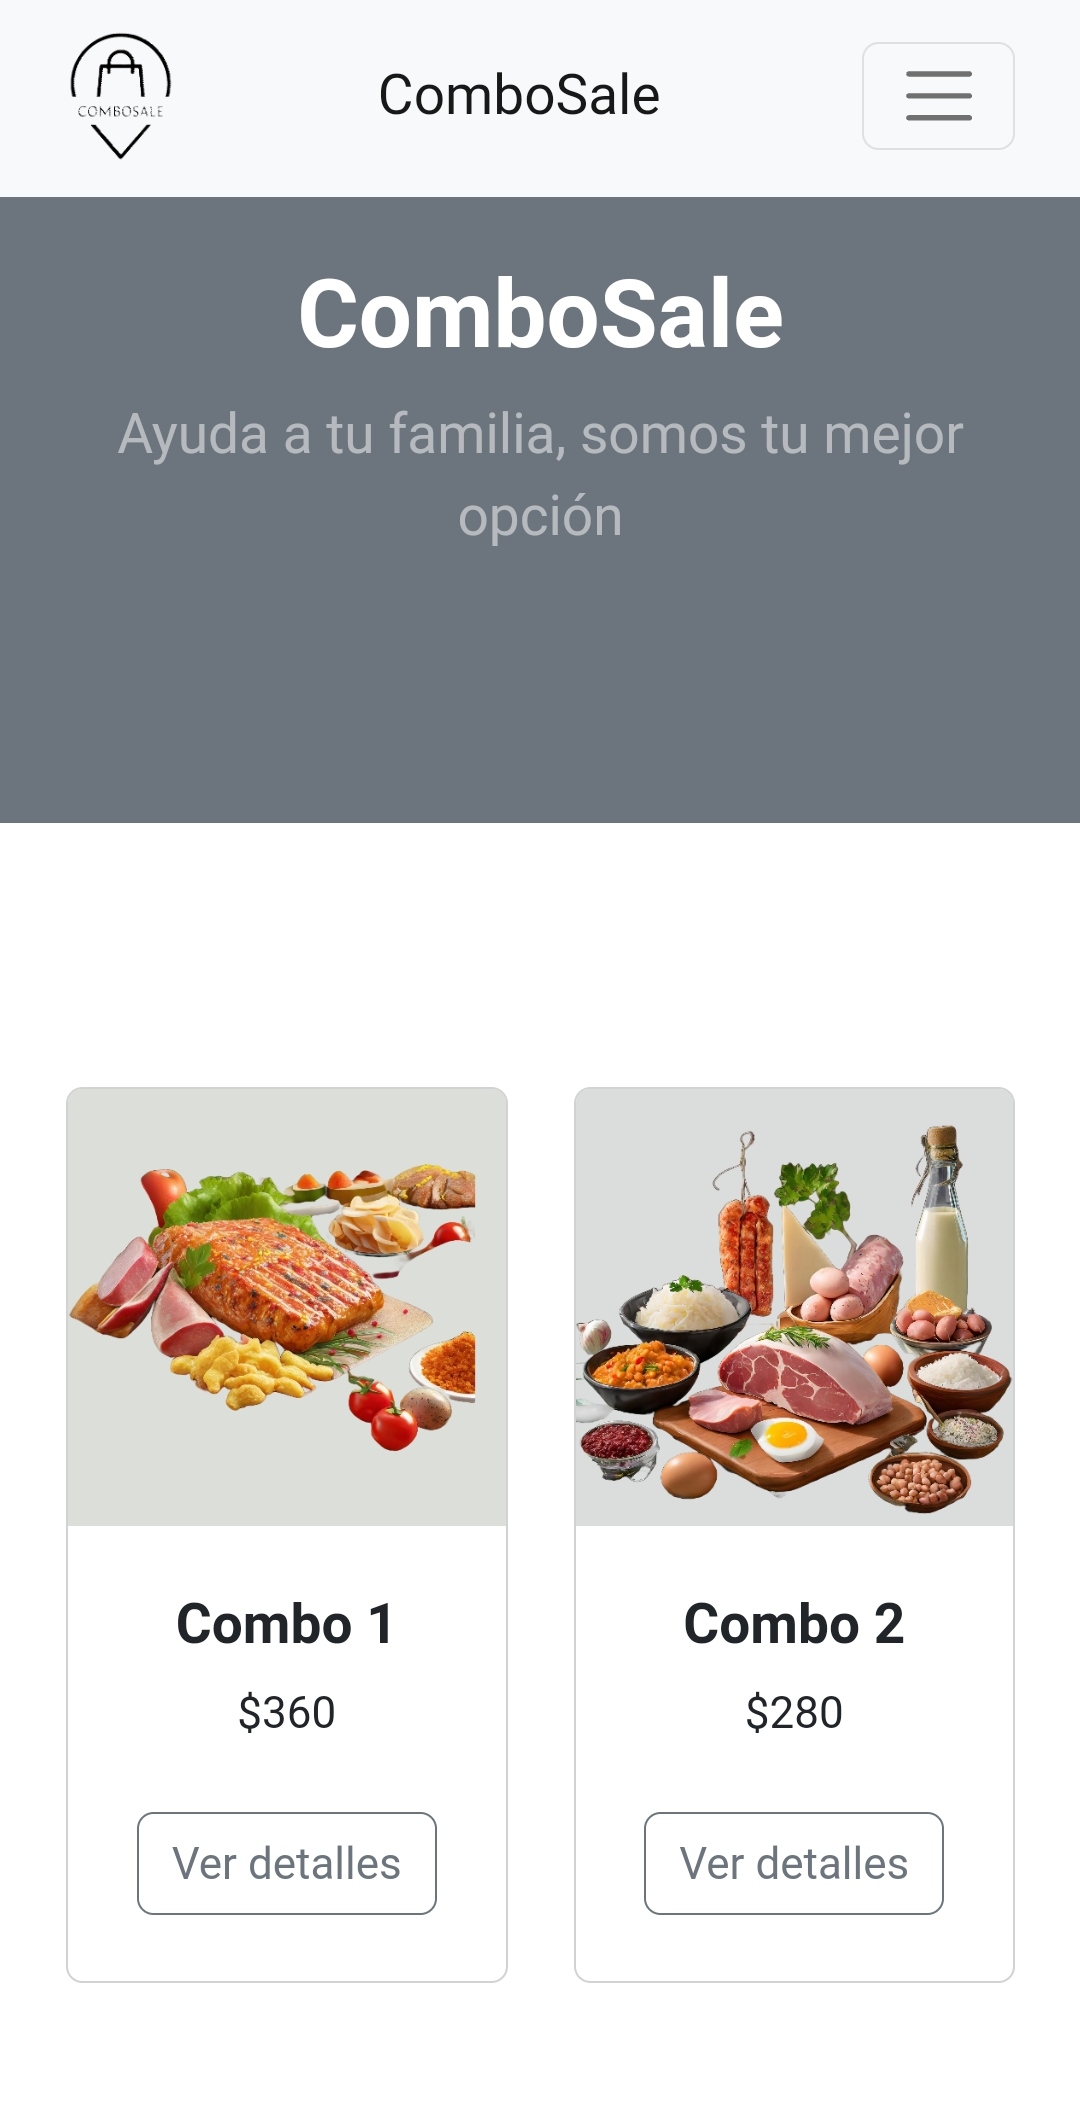 COMBOSALE
ComboSale
ComboSale
Ayuda a tu familia, somos tu mejor
opción
Combo 1
$360
Ver detalles
Combo 2
$280
Ver detalles